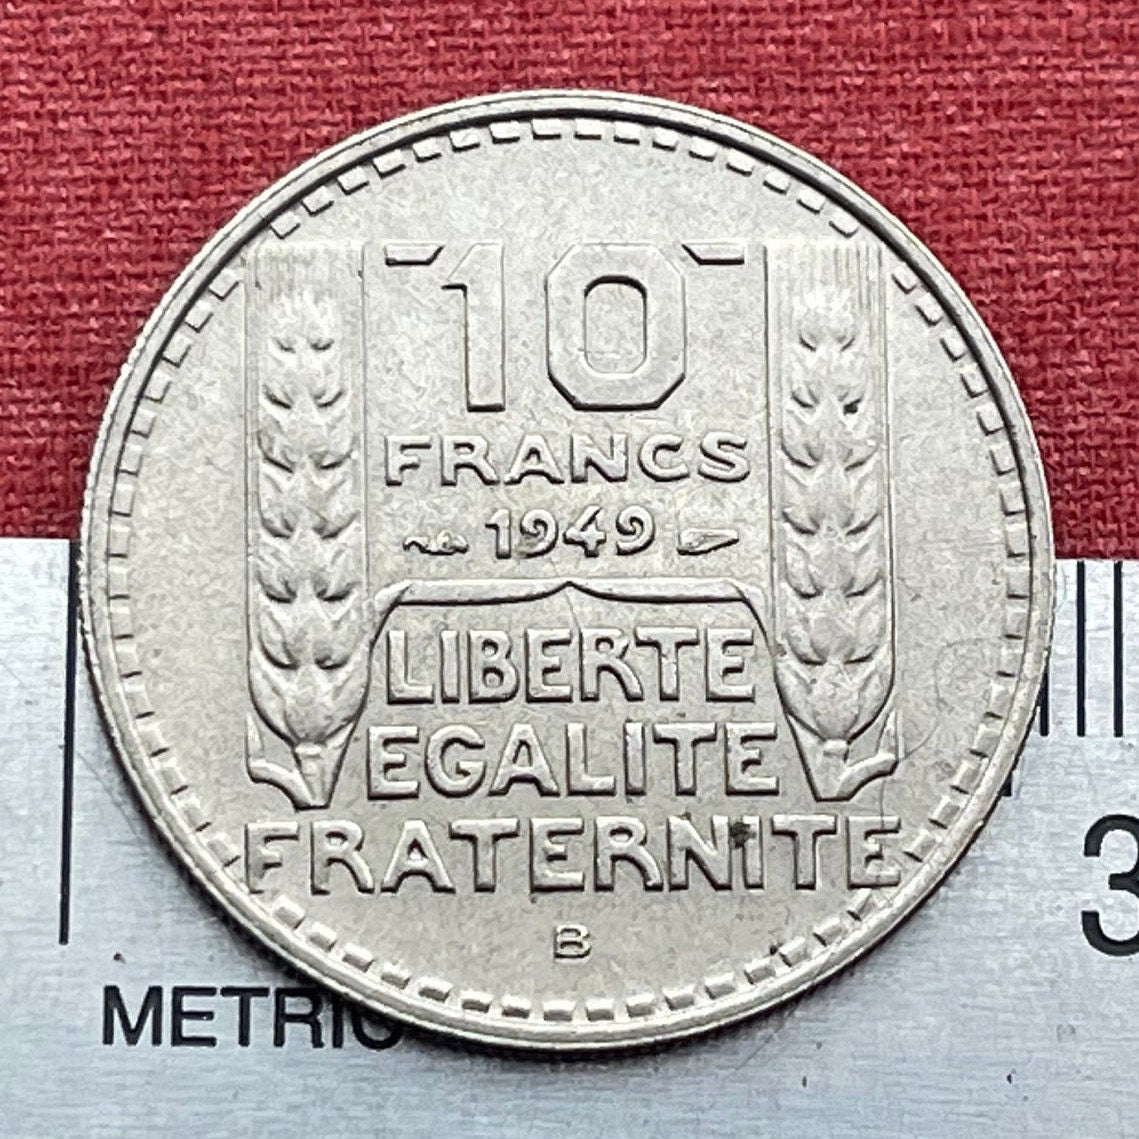 10
FRANCS
1949
LIBERTE
EGALITE
FRATERNITE
B
METRIC
3